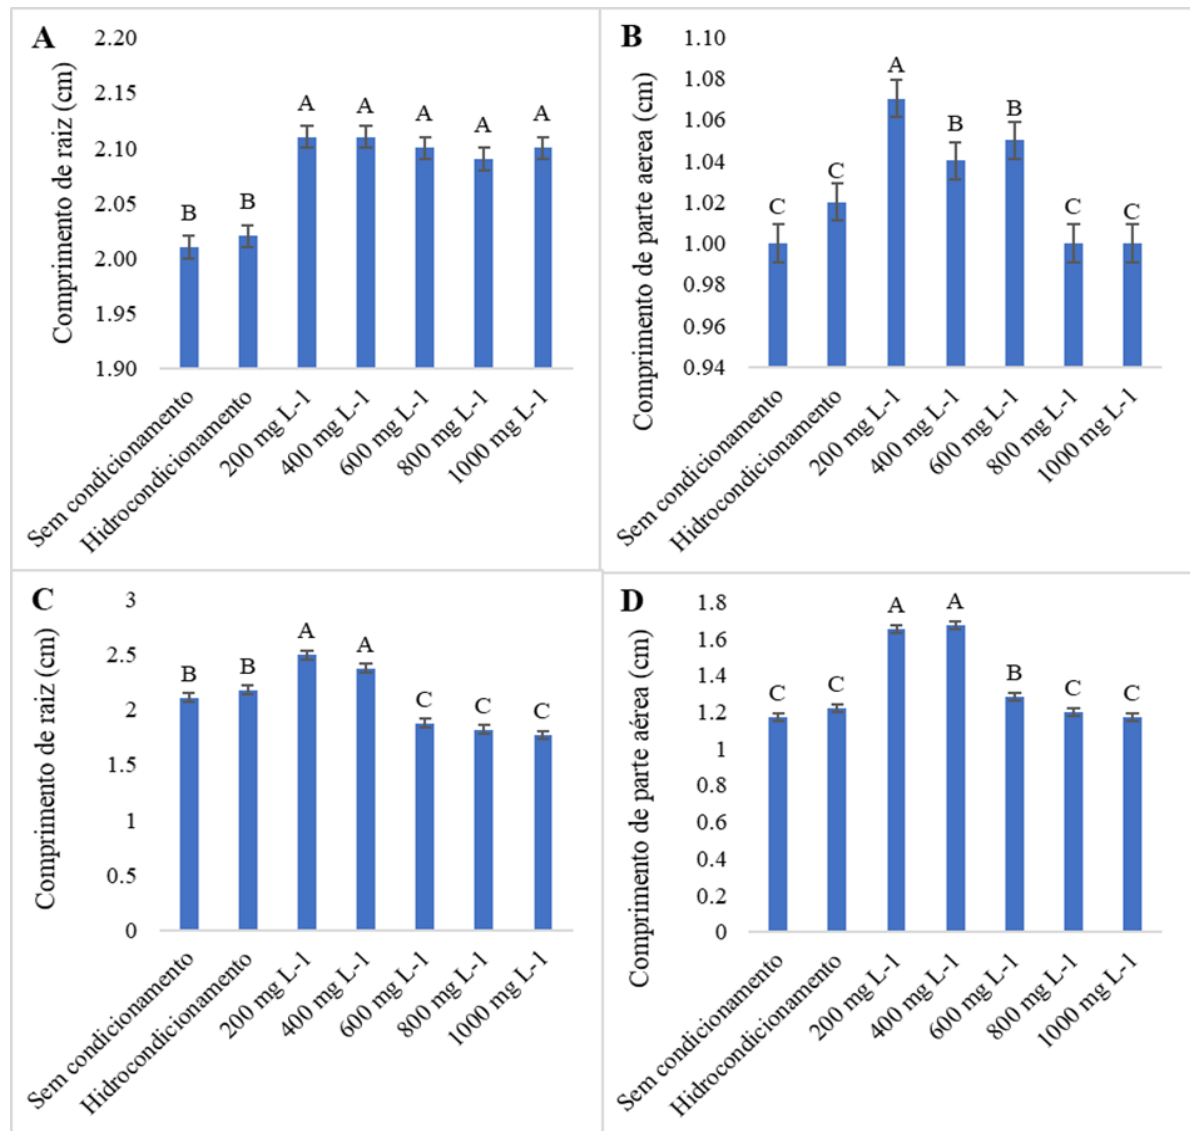 A
Comprimento de raiz (cm)
2.20
2.15
2.10
2.05
2.00
1.95
1.90
B
B
A
A
A
A
A
Sem condicionamento
Hidrocondicionamento
200 mg L-1
400 mg L-1
600 mg L-1
800 mg L-1
1000 mg L-1
B
Comprimento de parte aerea (cm)
1.10
1.08
1.06
1.04
1.02
1.00
0.98
0.96
0.94
C
C
A
B
B
C
C
Sem condicionamento
Hidrocondicionamento
200 mg L-1
400 mg L-1
600 mg L-1
800 mg L-1
1000 mg L-1
C
Comprimento de raiz (cm)
3
2.5
2
1.5
1
0.5
0
B
B
A
A
C
C
C
Sem condicionamento
Hidrocondicionamento
200 mg L-1
400 mg L-1
600 mg L-1
800 mg L-1
1000 mg L-1
D
Comprimento de parte aérea (cm)
1.8
1.6
1.4
1.2
1
0.8
0.6
0.4
0.2
0
C
C
A
A
B
C
C
Sem condicionamento
Hidrocondicionamento
200 mg L-1
400 mg L-1
600 mg L-1
800 mg L-1
1000 mg L-1